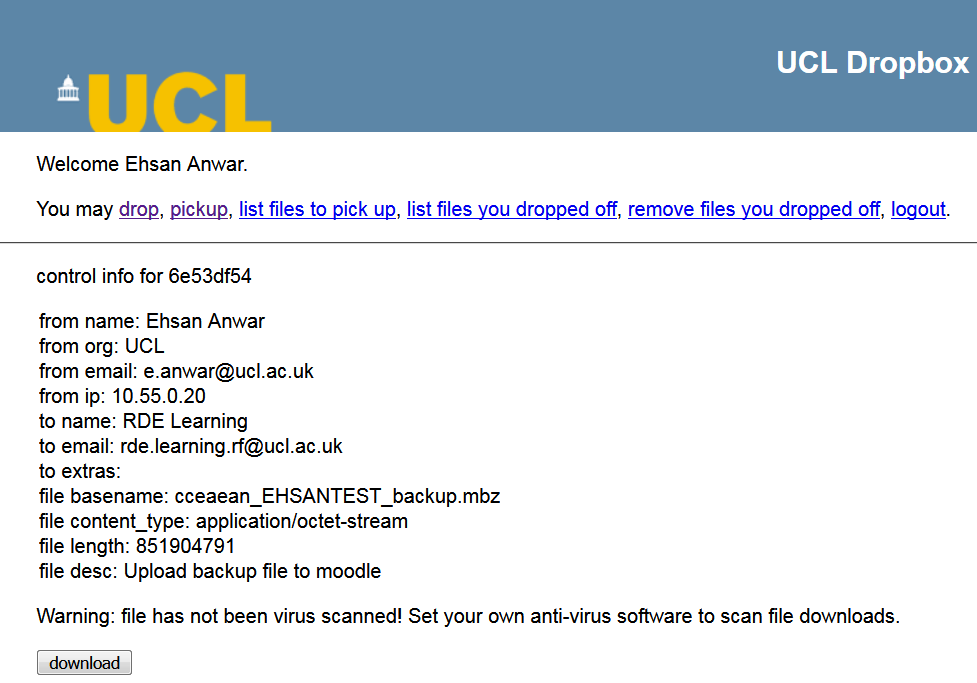 UCL
UCL Dropbox
Welcome Ehsan Anwar.
You may drop, pickup, list files to pick up, list files you dropped off, remove files you dropped off, logout.
control info for 6e53df54
from name: Ehsan Anwar
from org: UCL
from email: e.anwar@ucl.ac.uk
from ip: 10.55.0.20
to name: RDE Learning
to email: rde.learning.rf@ucl.ac.uk
to extras:
file basename: cceaean_EHSANTEST_backup.mbz
file content_type: application/octet-stream
file length: 851904791
file desc: Upload backup file to moodle
Warning: file has not been virus scanned! Set your own anti-virus software to scan file downloads.
download